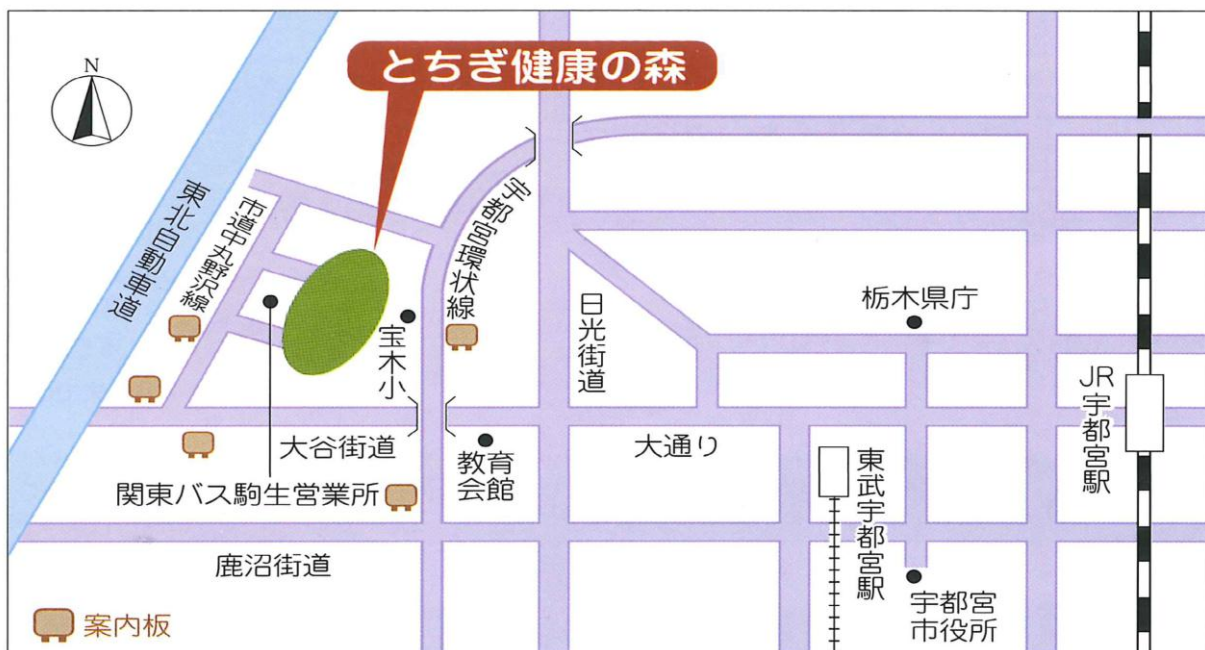 とちぎ健康の森
N
東北自動車道
市道中丸野沢線
宇都宮環状線
宝木小
日光街道
栃木県庁
JR宇都宮駅
大谷街道
教育
会館
大通り
東武宇都宮駅
関東バス駒生営業所
鹿沼街道
宇都宮
市役所
案内板